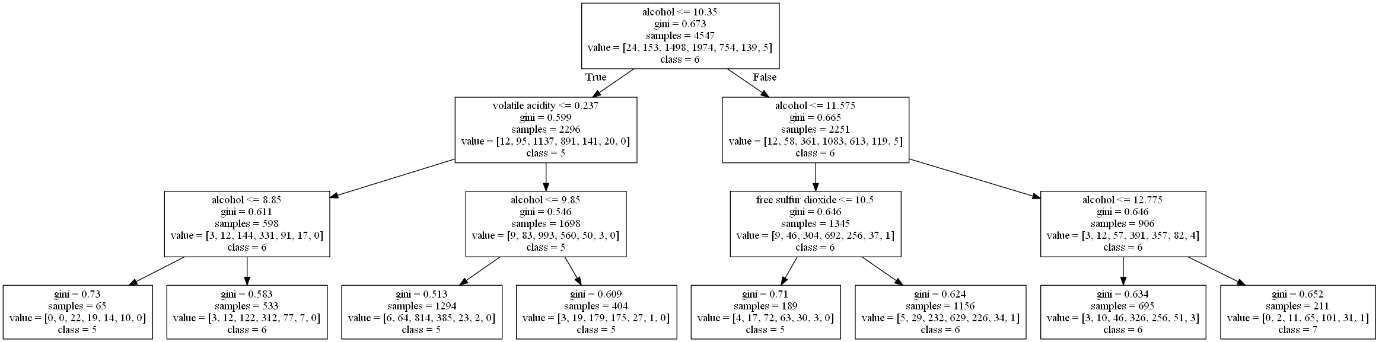 alcohol <= 10.35
gini = 0.673
samples = 4547
value = [24, 153, 1498, 1974, 754, 139, 5]
class = 6
True
False
volatile acidity <= 0.237
gini = 0.599
samples = 2296
value = [12, 95, 1137, 891, 141, 20, 0]
class = 5
alcohol <= 11.575
gini = 0.665
samples = 2251
value = [12, 58, 361, 1083, 613, 119, 5]
class = 6
alcohol <= 8.85
gini = 0.611
samples = 598
value = [3, 12, 144, 331, 91, 17, 0]
class = 6
alcohol <= 9.85
gini = 0.546
samples = 1698
value = [9, 83, 993, 560, 50, 3, 0]
class = 5
free sulfur dioxide <= 10.5
gini = 0.646
samples = 1345
value = [9, 46, 304, 692, 256, 37, 1]
class = 6
alcohol <= 12.775
gini = 0.646
samples = 906
value = [3, 12, 57, 391, 357, 82, 4]
class = 6
gini = 0.73
samples = 65
value = [0, 0, 22, 19, 14, 10, 0]
class = 5
gini = 0.583
samples = 533
value = [3, 12, 122, 312, 77, 7, 0]
class = 6
gini = 0.513
samples = 1294
value = [6, 64, 814, 385, 23, 2, 0]
class = 5
gini = 0.609
samples = 404
value = [3, 19, 179, 175, 27, 1, 0]
class = 5
gini = 0.71
samples = 189
value = [4, 17, 72, 63, 30, 3, 0]
class = 5
gini = 0.624
samples = 1156
value = [5, 29, 232, 629, 226, 34, 1]
class = 6
gini = 0.634
samples = 695
value = [3, 10, 46, 326, 256, 51, 3]
class = 6
gini = 0.652
samples = 211
value = [0, 2, 11, 65, 101, 31, 1]
class = 7